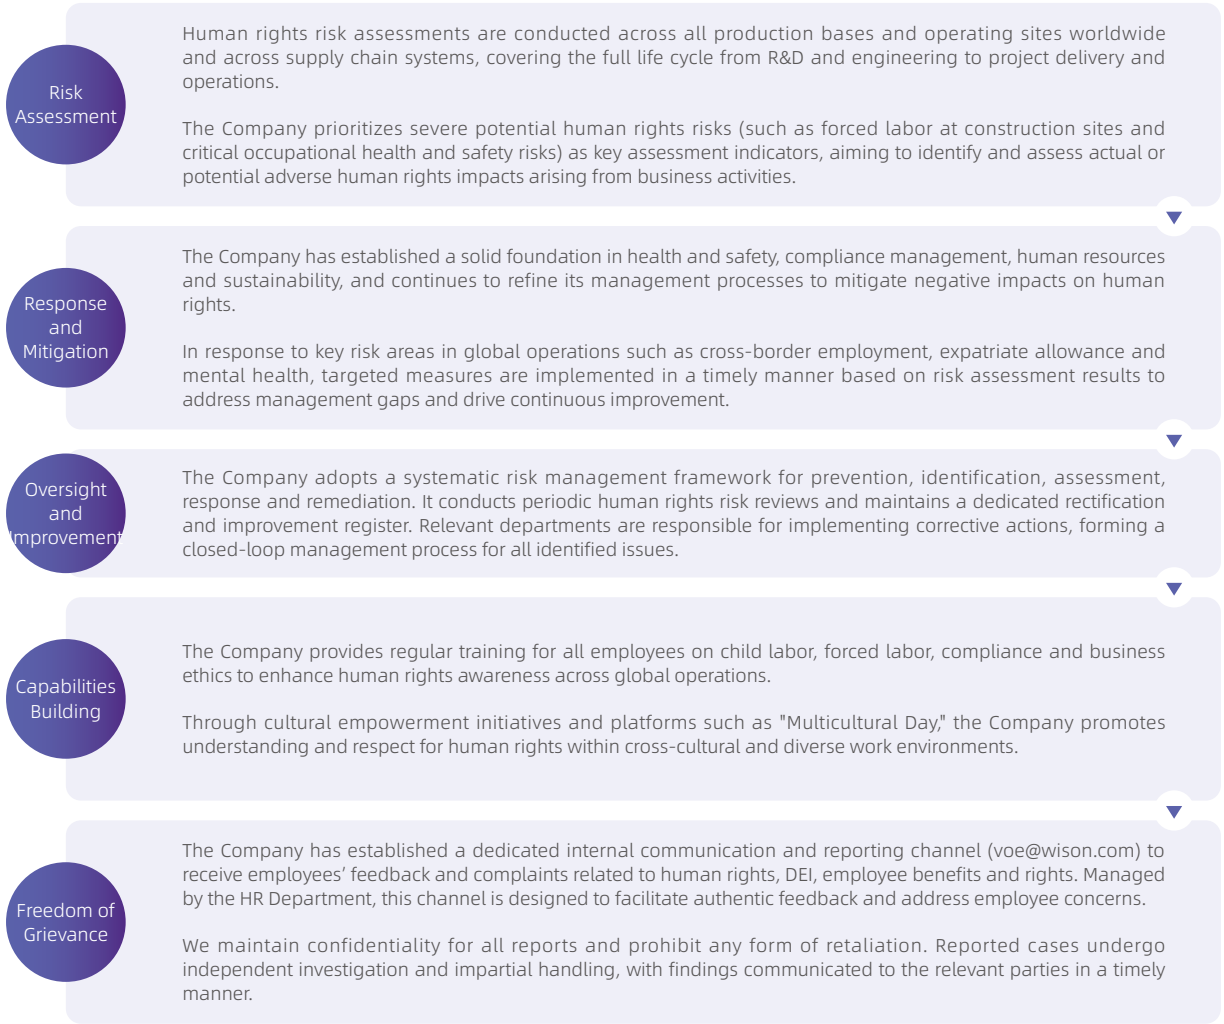 Risk
Assessment
Human rights risk assessments are conducted across all production bases and operating sites worldwide
and across supply chain systems, covering the full life cycle from R&D and engineering to project delivery and
operations.
The Company prioritizes severe potential human rights risks (such as forced labor at construction sites and
critical occupational health and safety risks) as key assessment indicators, aiming to identify and assess actual or
potential adverse human rights impacts arising from business activities.
Response
and
Mitigation
The Company has established a solid foundation in health and safety, compliance management, human resources
and sustainability, and continues to refine its management processes to mitigate negative impacts on human
rights.
In response to key risk areas in global operations such as cross-border employment, expatriate allowance and
mental health, targeted measures are implemented in a timely manner based on risk assessment results to
address management gaps and drive continuous improvement.
Oversight
and
Improvement
The Company adopts a systematic risk management framework for prevention, identification, assessment,
response and remediation. It conducts periodic human rights risk reviews and maintains a dedicated rectification
and improvement register. Relevant departments are responsible for implementing corrective actions, forming a
closed-loop management process for all identified issues.
Capabilities
Building
The Company provides regular training for all employees on child labor, forced labor, compliance and business
ethics to enhance human rights awareness across global operations.
Through cultural empowerment initiatives and platforms such as "Multicultural Day," the Company promotes
understanding and respect for human rights within cross-cultural and diverse work environments.
Freedom of
Grievance
The Company has established a dedicated internal communication and reporting channel (voe@wison.com) to
receive employees’ feedback and complaints related to human rights, DEI, employee benefits and rights. Managed
by the HR Department, this channel is designed to facilitate authentic feedback and address employee concerns.
We maintain confidentiality for all reports and prohibit any form of retaliation. Reported cases undergo
independent investigation and impartial handling, with findings communicated to the relevant parties in a timely
manner.